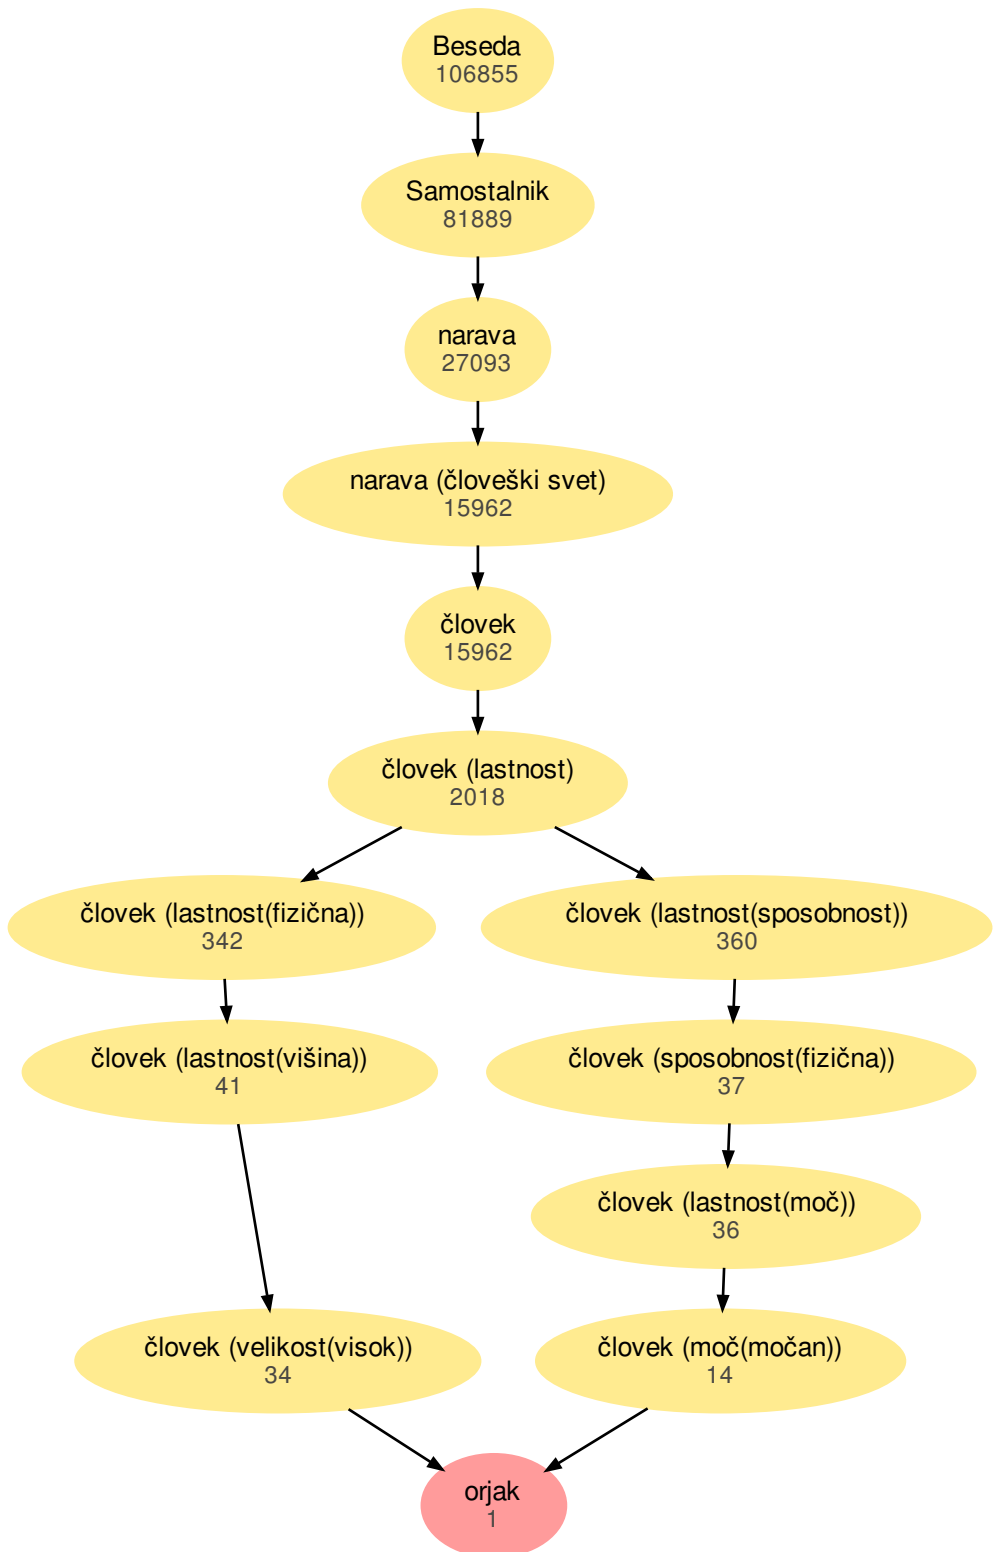 Beseda
106855
Samostalnik
81889
narava
27093
narava (človeški svet)
15962
človek
15962
človek (lastnost)
2018
človek (lastnost(fizična))
342
človek (lastnost(sposobnost))
360
človek (lastnost(višina))
41
človek (sposobnost(fizična))
37
človek (lastnost(moč))
36
človek (velikost(visok))
34
človek (moč(močan))
14
orjak
1